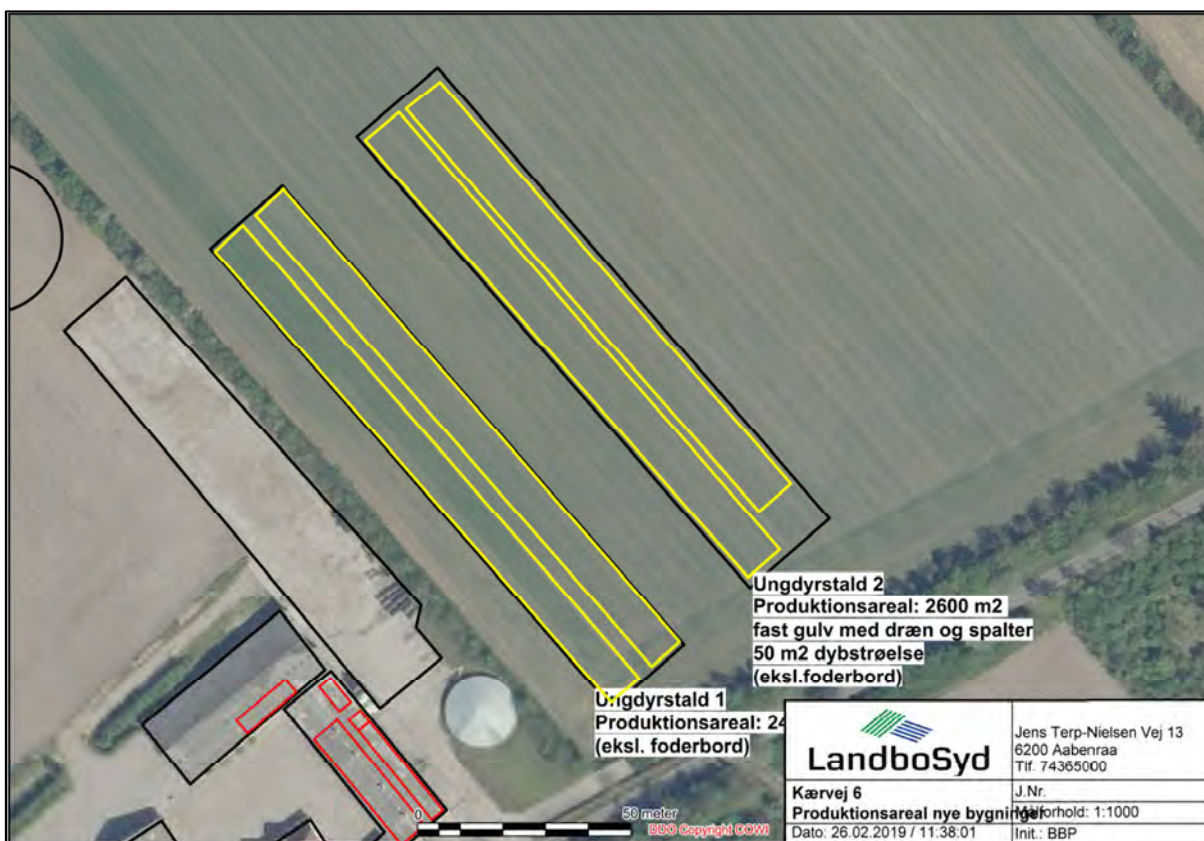 Ungdyrstald 2
Produktionsareal: 2600 m2
fast gulv med dræn og spalter
50 m2 dybstrøelse
(eksl.foderbord)
Ungdyrstald 1
Produktionsareal: 24
(eksl. foderbord)
0
50 meter
DDO Copyright COWI
LandboSyd
Jens Terp-Nielsen Vej 13
6200 Aabenraa
Tlf. 74365000
Kærvej 6
Produktionsareal nye bygninger
J.Nr.
Målforhold: 1:1000
Dato: 26.02.2019 / 11:38:01
Init.: BBP